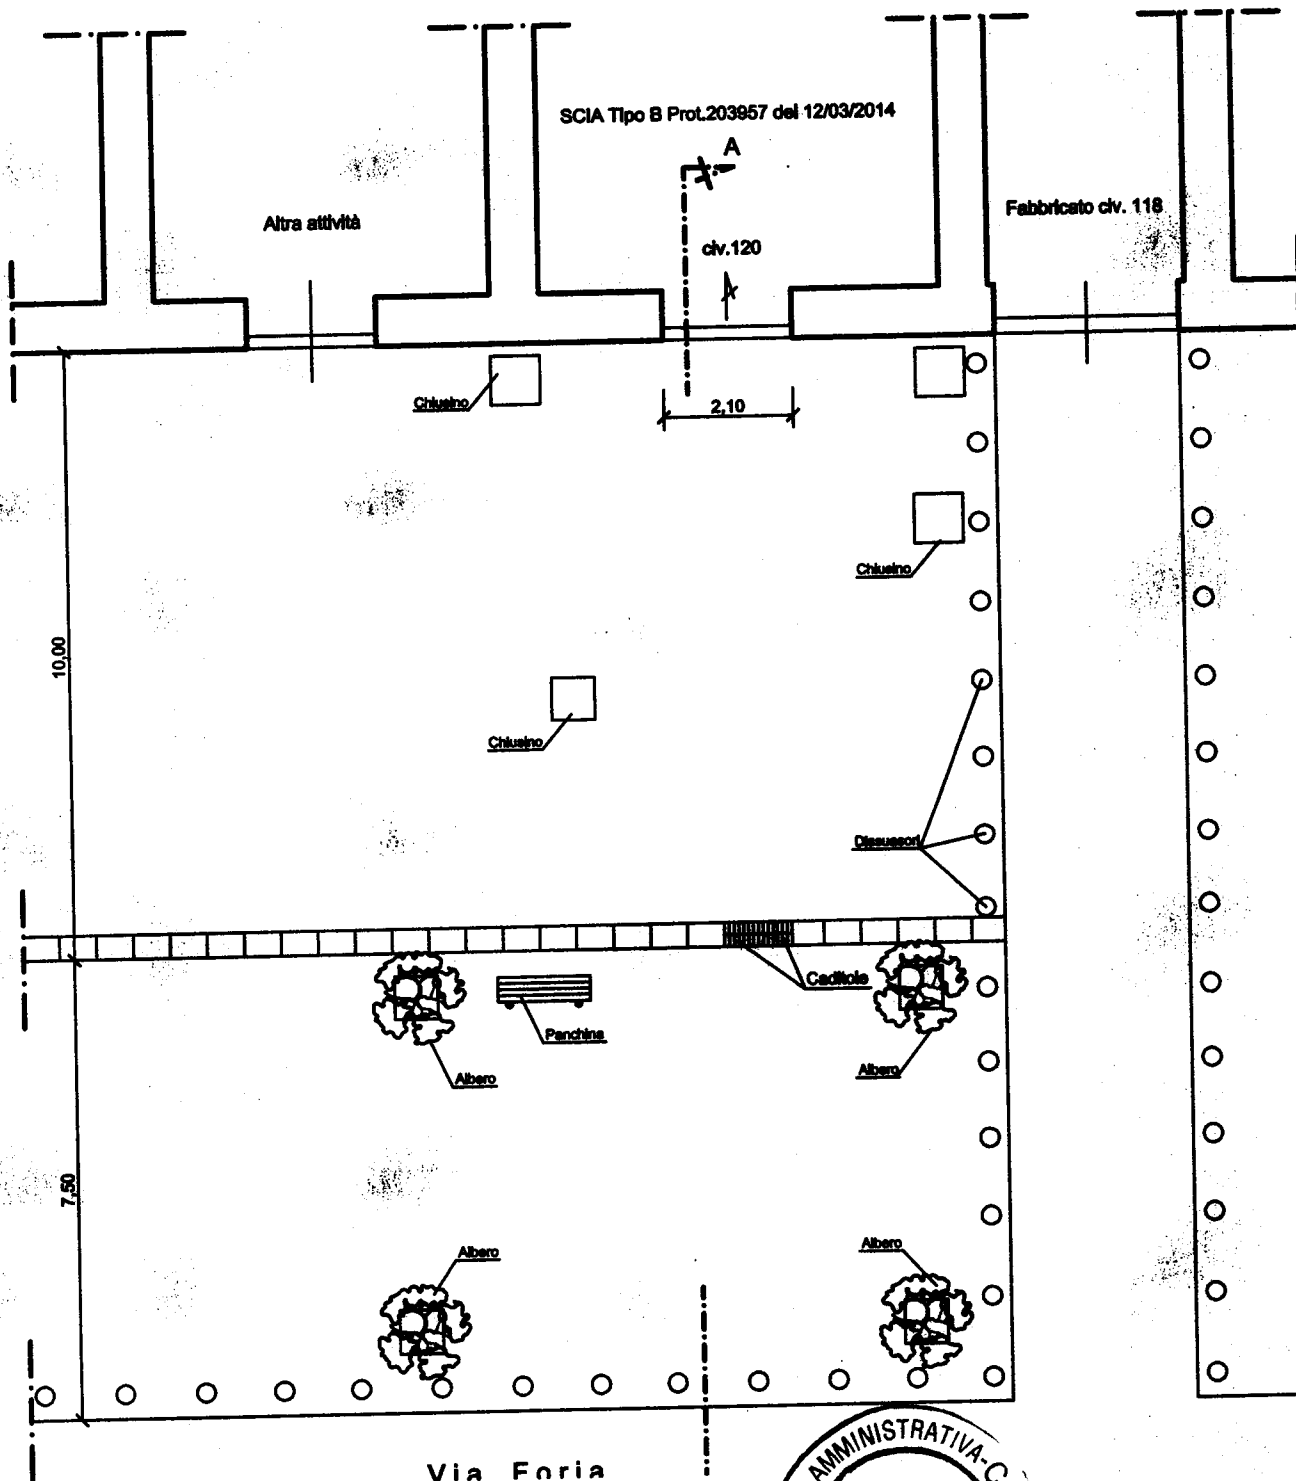 SCIA Tipo B Prot.203957 del 12/03/2014
A
Altra attività
Fabbricato civ. 118
civ.120
Chiusino
2,10
Chiusino
10,00
Chiusino
Dissuasori
Caditoie
Panchina
Albero
Albero
7,50
Albero
Albero
Via Foria
AMMINISTRATIVA-C